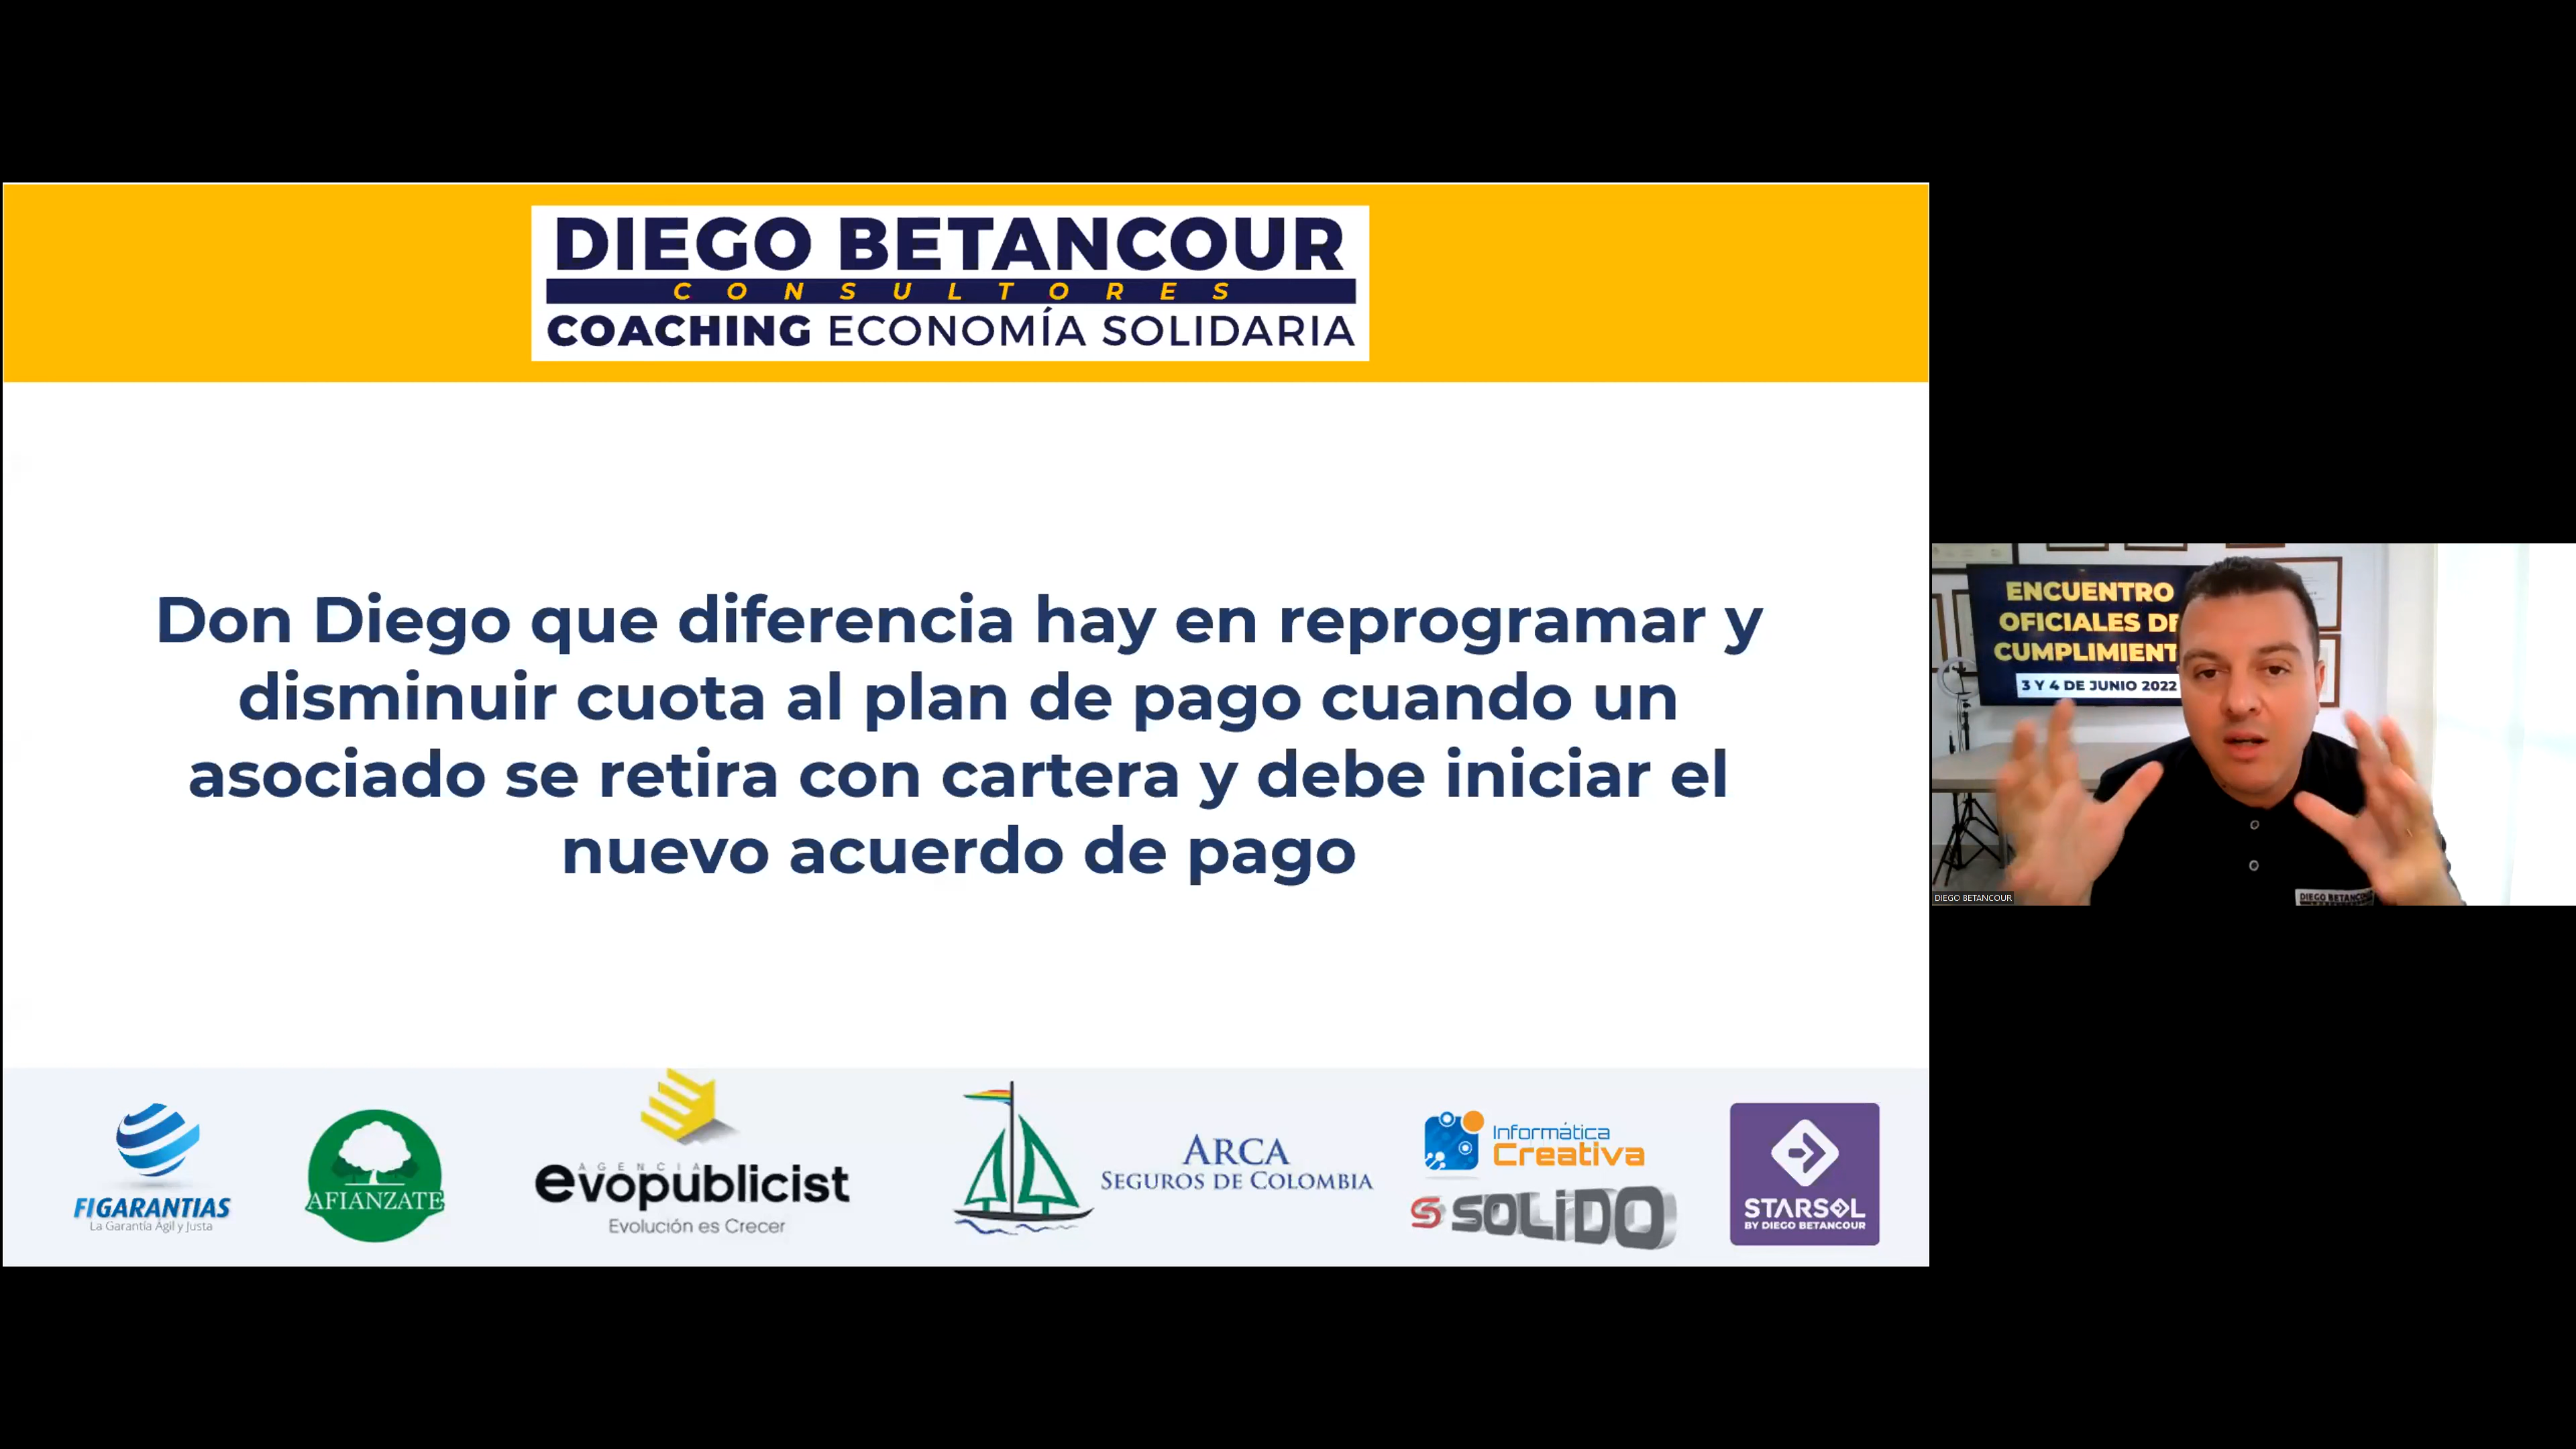 DIEGO BETANCOUR
CONSULTORES
COACHING ECONOMÍA SOLIDARIA
Don Diego que diferencia hay en reprogramar y
disminuir cuota al plan de pago cuando un
asociado se retira con cartera y debe iniciar el
nuevo acuerdo de pago
FIGARANTIAS
La Garantía Ágil y Justa
AFIANZATE
AGENCIA
evopublicist
Evolución es Crecer
ARCA
SEGUROS DE COLOMBIA
Informática
Creativa
S SOLiDO
STARSOL
BY DIEGO BETANCOUR
ENCUENTRO
OFICIALES DE
CUMPLIMIENT
3 Y 4 DE JUNIO 2022
DIEGO BETANCOUR
DIEGO BETANCO